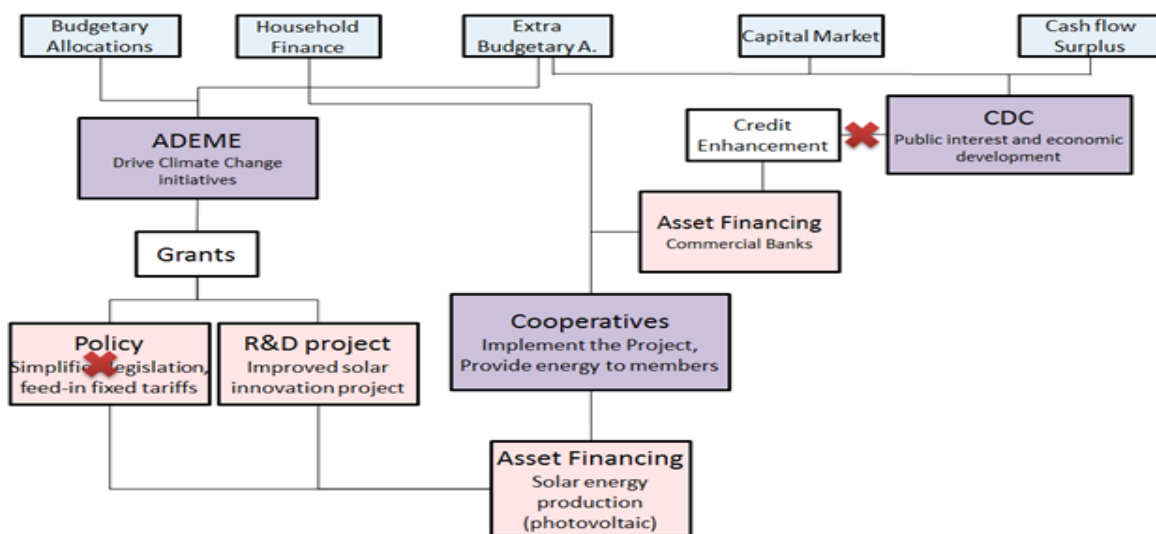 Budgetary
Allocations
Household
Finance
Extra
Budgetary A.
Capital Market
Cash flow
Surplus
ADEME
Drive Climate Change
initiatives
Credit
Enhancement
CDC
Public interest and economic
development
Asset Financing
Commercial Banks
Grants
Policy
legislation,
feed-in fixed tariffs
R&D project
Improved solar
innovation project
Cooperatives
Implement the Project,
Provide energy to members
Asset Financing
Solar energy
production
(photovoltaic)